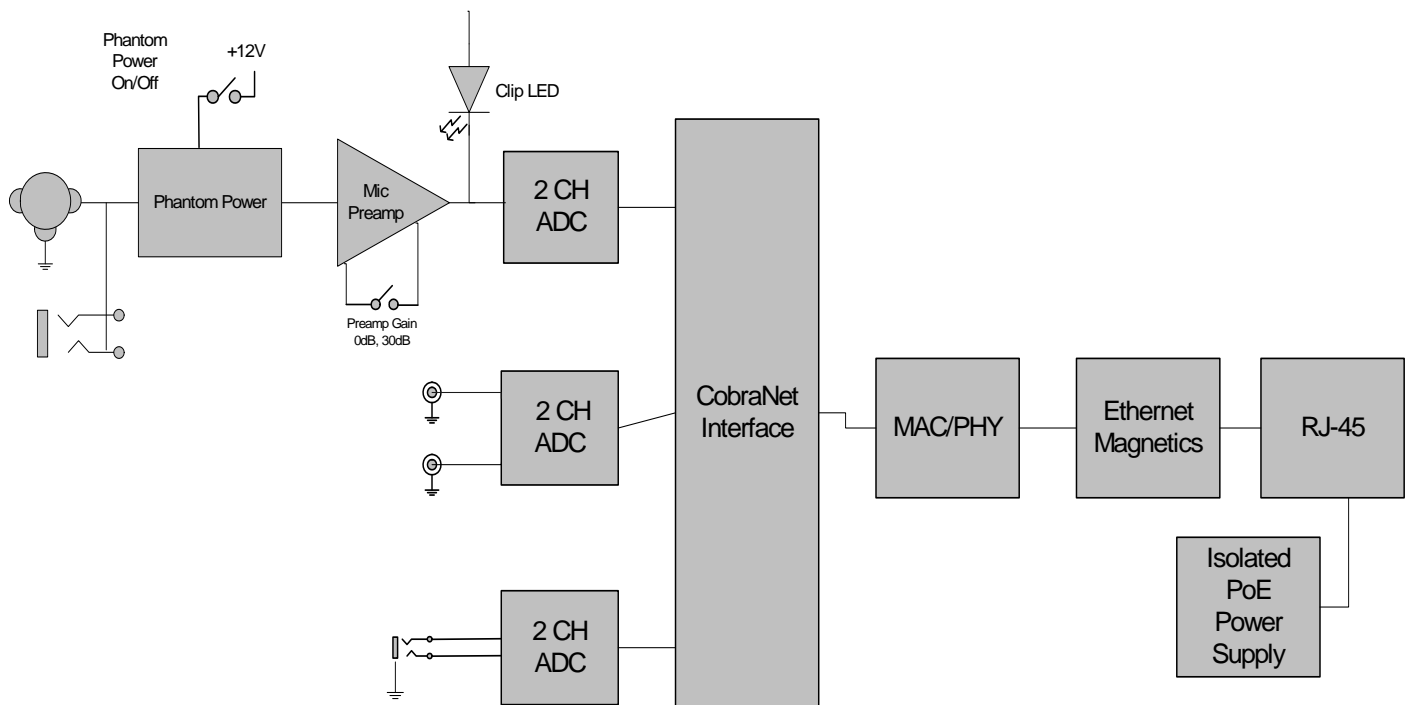 Phantom
Power
On/Off
+12V
Clip LED
Phantom Power
Mic
Preamp
2 CH
ADC
Preamp Gain
0dB, 30dB
2 CH
ADC
CobraNet
Interface
MAC/PHY
Ethernet
Magnetics
RJ-45
Isolated
PoE
Power
Supply
2 CH
ADC